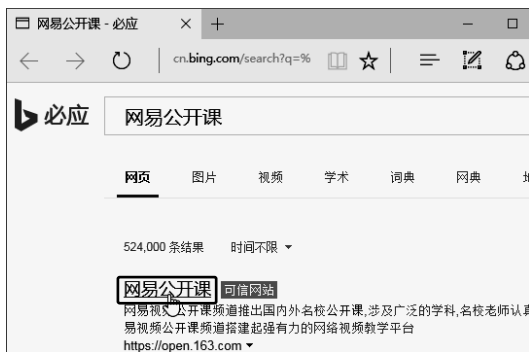 网易公开课 - 必应
cn.bing.com/search?q=%
必应
网易公开课
网页 图片 视频 学术 词典 网典
524,000 条结果 时间不限
网易公开课 可信网站
网易视频公开课频道推出国内外名校公开课,涉及广泛的学科,名校老师认真
易视频公开课频道搭建起强有力的网络视频教学平台
https://open.163.com